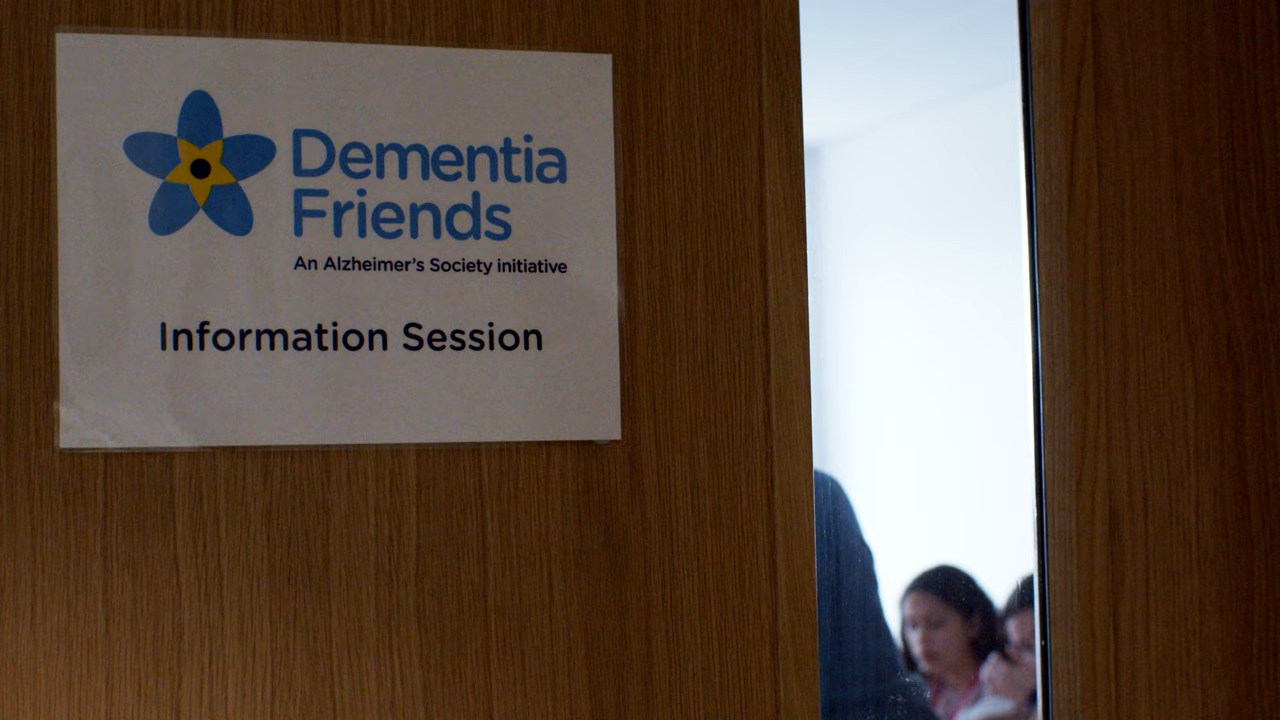 Dementia
Friends
An Alzheimer's Society initiative
Information Session